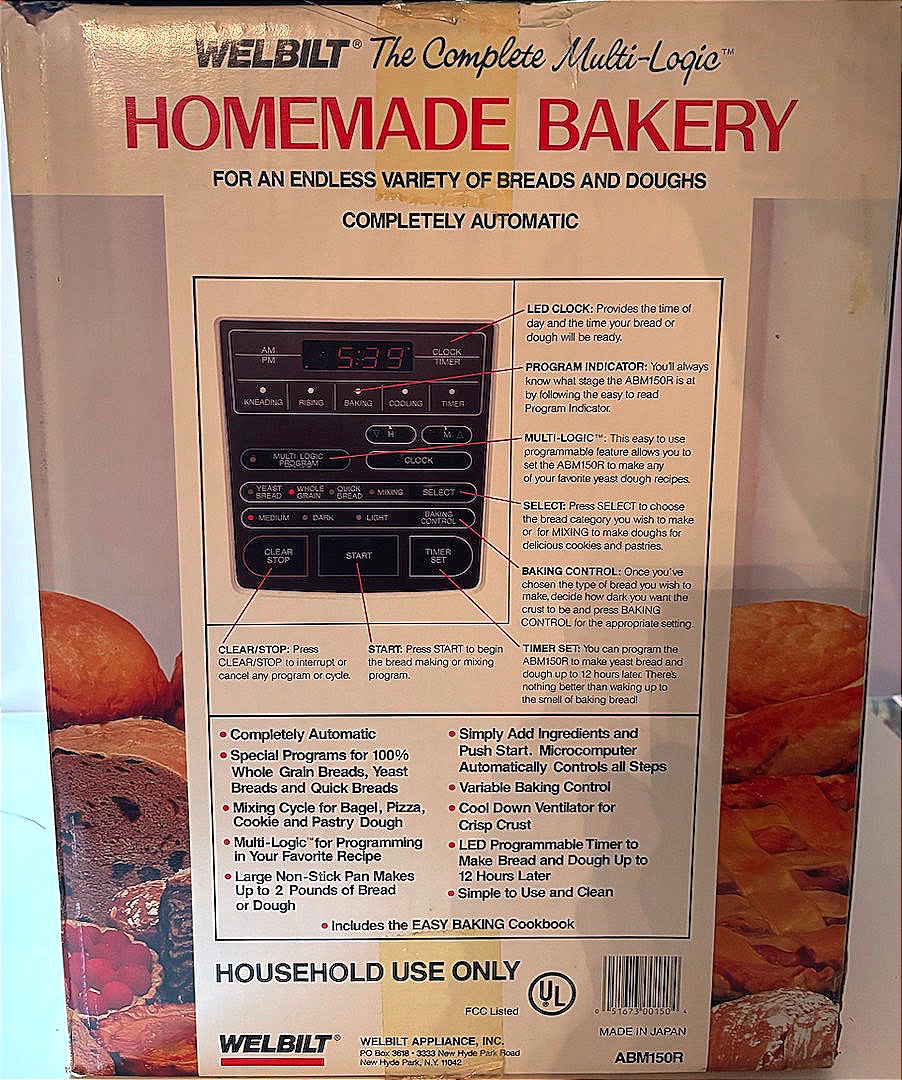 WELBILT® The Complete Multi-Logic™
HOMEMADE BAKERY
FOR AN ENDLESS VARIETY OF BREADS AND DOUGHS
COMPLETELY AUTOMATIC
AM
PM
5:39
CLOCK
TIMER
KNEADING
RISING
BAKING
COOLING
TIMER
▽ H
M △
MULTI LOGIC
PROGRAM
CLOCK
YEAST
BREAD
WHOLE
GRAIN
QUICK
BREAD
MIXING
SELECT
MEDIUM
DARK
LIGHT
BAKING
CONTROL
CLEAR
STOP
START
TIMER
SET
LED CLOCK: Provides the time of
day and the time your bread or
dough will be ready.
PROGRAM INDICATOR: You'll always
know what stage the ABM150R is at
by following the easy to read
Program Indicator.
MULTI-LOGIC™: This easy to use
programmable feature allows you to
set the ABM150R to make any
of your favorite yeast dough recipes.
SELECT: Press SELECT to choose
the bread category you wish to make
or for MIXING to make doughs for
delicious cookies and pastries.
BAKING CONTROL: Once you've
chosen the type of bread you wish to
make, decide how dark you want the
crust to be and press BAKING
CONTROL for the appropriate setting.
CLEAR/STOP: Press
CLEAR/STOP to interrupt or
cancel any program or cycle.
START: Press START to begin
the bread making or mixing
program.
TIMER SET: You can program the
ABM150R to make yeast bread and
dough up to 12 hours later. There's
nothing better than waking up to
the smell of baking bread!
• Completely Automatic
• Special Programs for 100%
Whole Grain Breads, Yeast
Breads and Quick Breads
• Mixing Cycle for Bagel, Pizza,
Cookie and Pastry Dough
• Multi-Logic™ for Programming
in Your Favorite Recipe
• Large Non-Stick Pan Makes
Up to 2 Pounds of Bread
or Dough
• Simply Add Ingredients and
Push Start. Microcomputer
Automatically Controls all Steps
• Variable Baking Control
• Cool Down Ventilator for
Crisp Crust
• LED Programmable Timer to
Make Bread and Dough Up to
12 Hours Later
• Simple to Use and Clean
• Includes the EASY BAKING Cookbook
HOUSEHOLD USE ONLY
FCC Listed
UL
0 51673 00150 4
MADE IN JAPAN
ABM150R
WELBILT®
WELBILT APPLIANCE, INC.
PO Box 3618 • 3333 New Hyde Park Road
New Hyde Park, N.Y. 11042